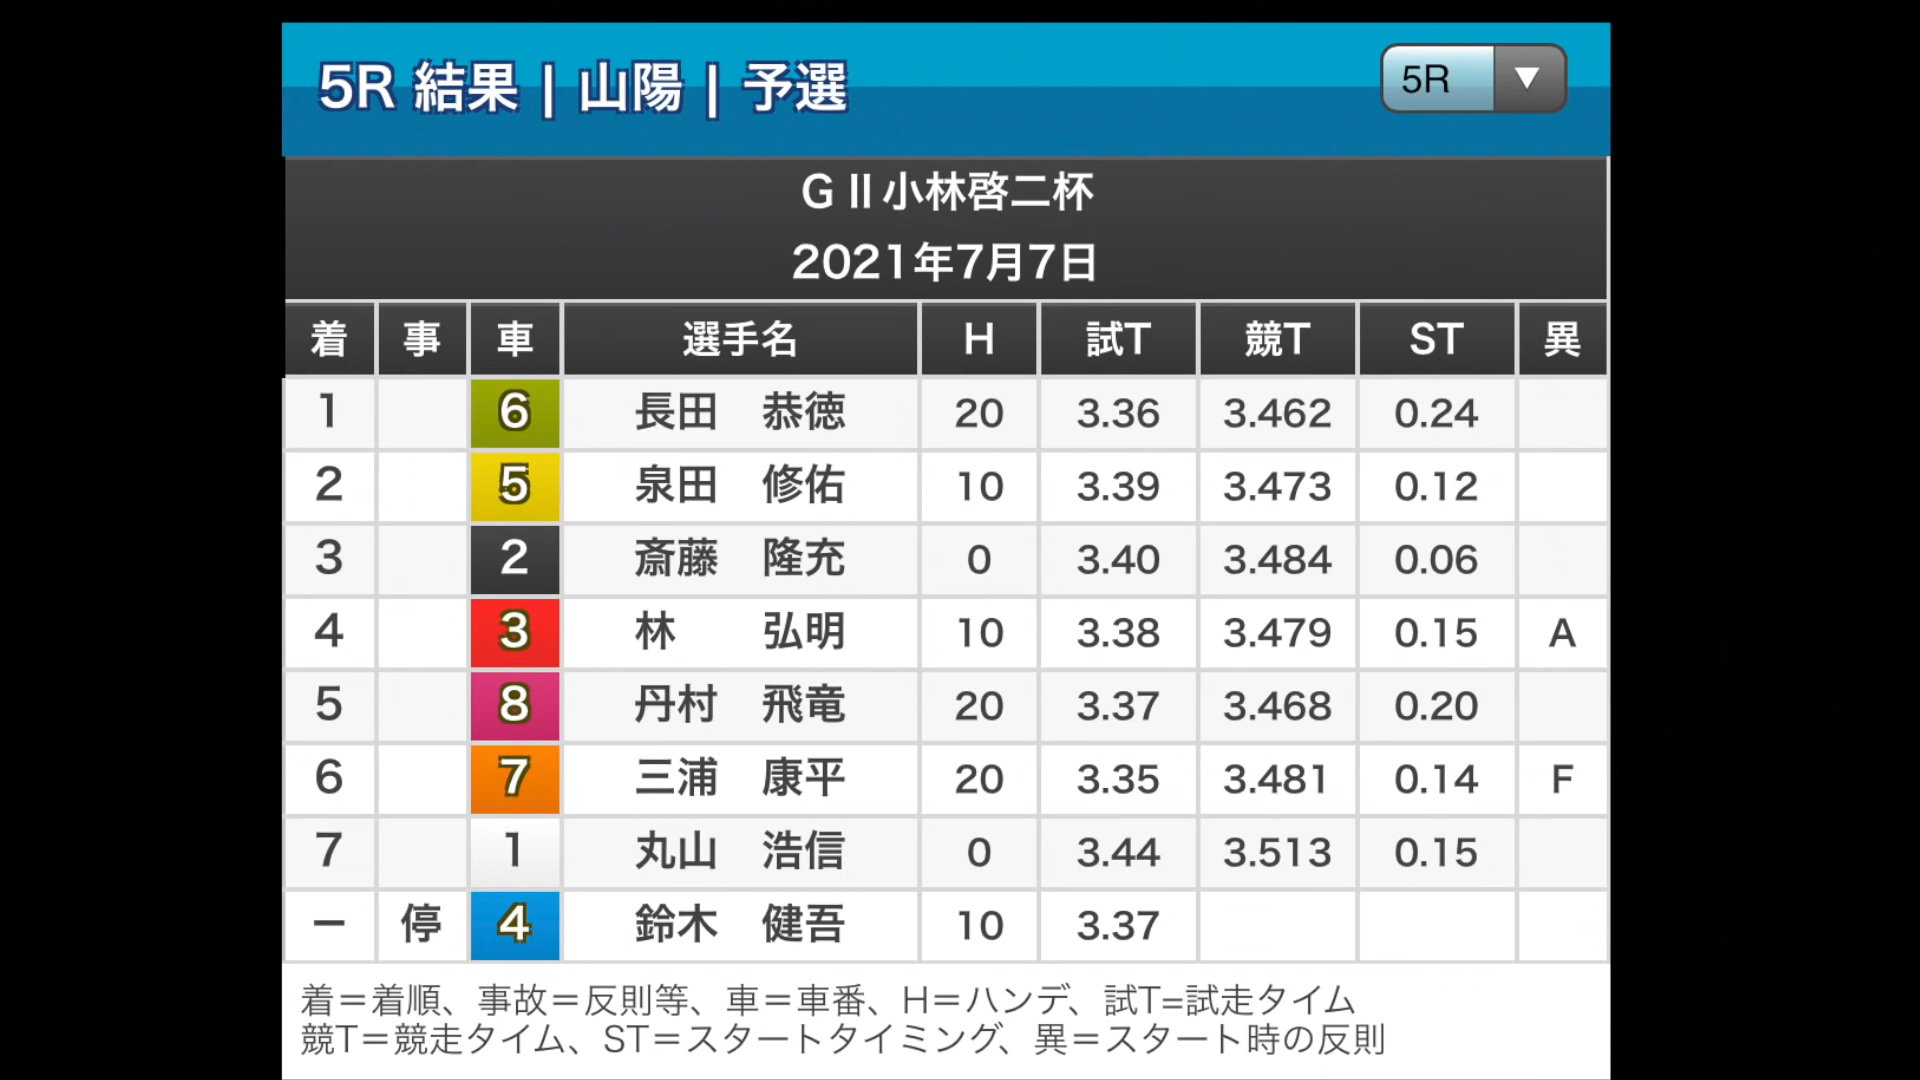 5R 結果 | 山陽 | 予選
5R ▼
GⅡ小林啓二杯
2021年7月7日
着 事 車 選手名 H 試T 競T ST 異
1 6 長田 恭徳 20 3.36 3.462 0.24
2 5 泉田 修佑 10 3.39 3.473 0.12
3 2 斎藤 隆充 0 3.40 3.484 0.06
4 3 林 弘明 10 3.38 3.479 0.15 A
5 8 丹村 飛竜 20 3.37 3.468 0.20
6 7 三浦 康平 20 3.35 3.481 0.14 F
7 1 丸山 浩信 0 3.44 3.513 0.15
ー 停 4 鈴木 健吾 10 3.37
着＝着順、事故＝反則等、車＝車番、H＝ハンデ、試T=試走タイム
競T＝競走タイム、ST＝スタートタイミング、異＝スタート時の反則